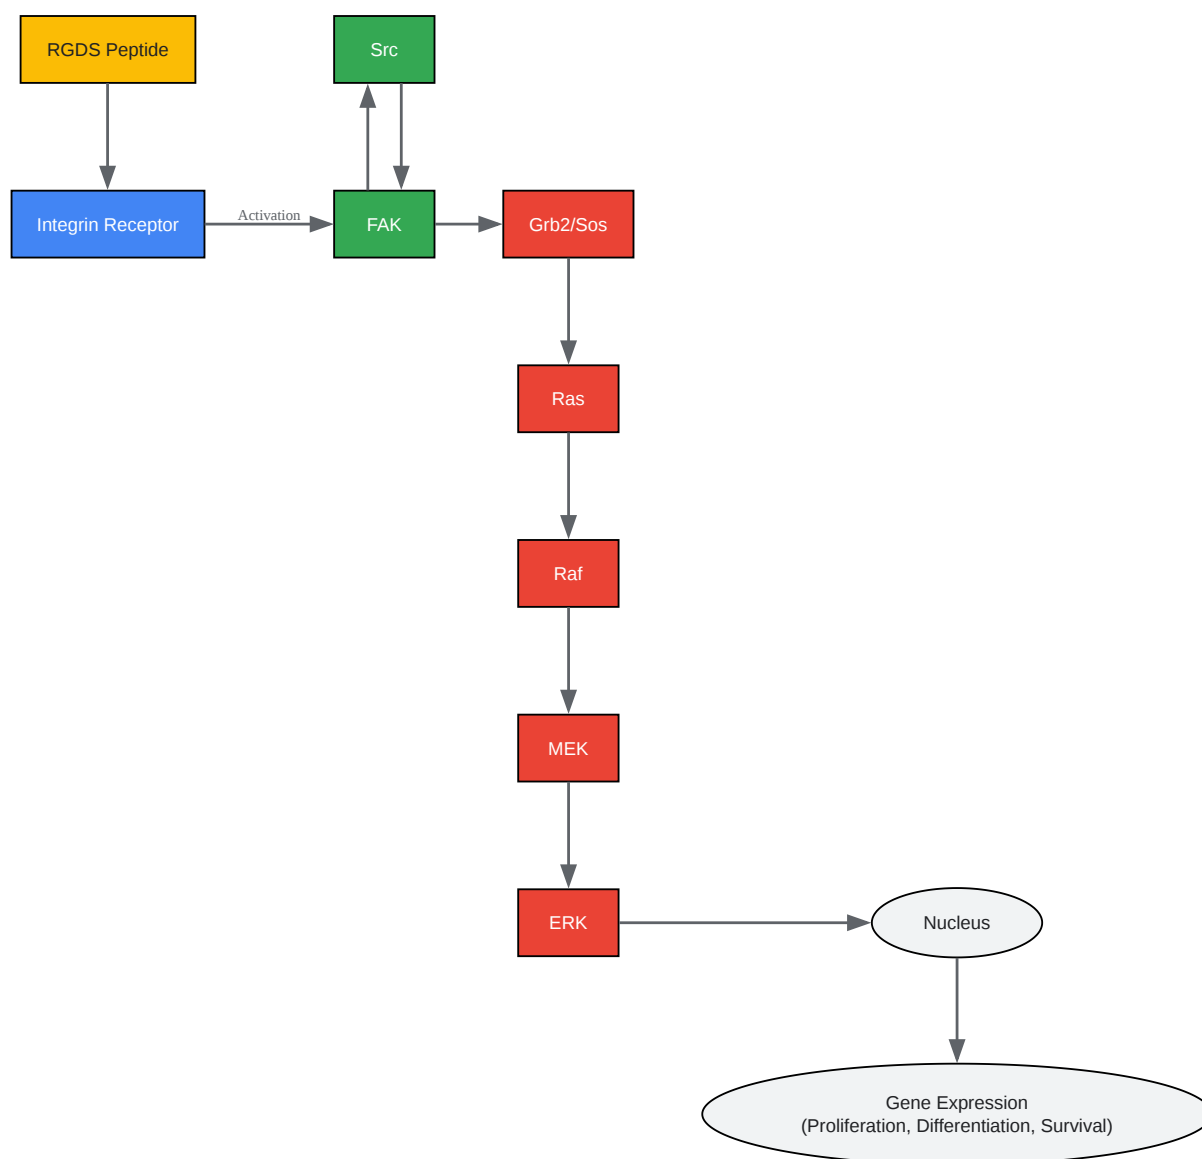 RGDS Peptide
Src
Integrin Receptor
Activation
FAK
Grb2/Sos
Ras
Raf
MEK
ERK
Nucleus
Gene Expression
(Proliferation, Differentiation, Survival)